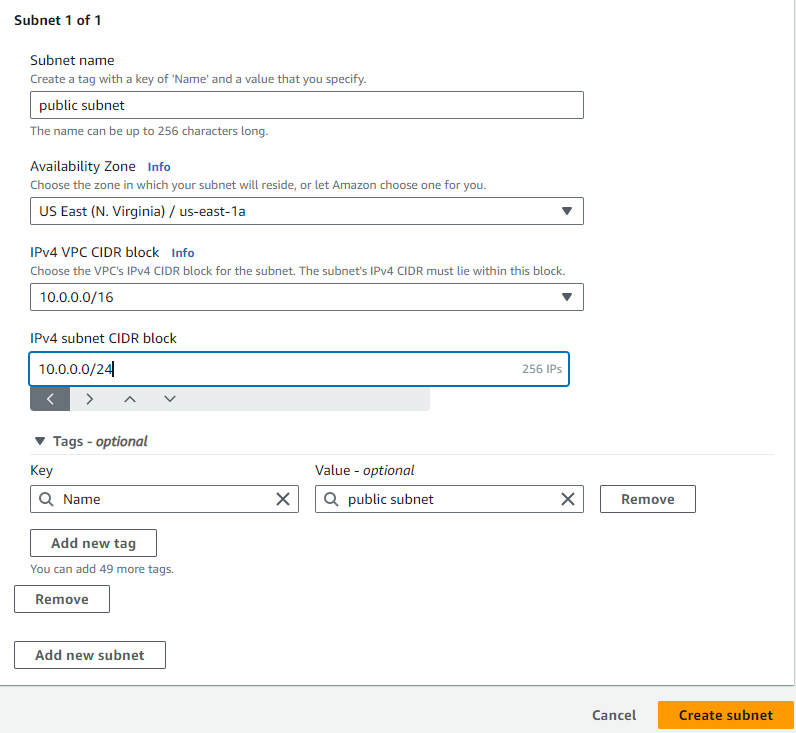 Subnet 1 of 1
Subnet name
Create a tag with a key of 'Name' and a value that you specify.
public subnet
The name can be up to 256 characters long.
Availability Zone Info
Choose the zone in which your subnet will reside, or let Amazon choose one for you.
US East (N. Virginia) / us-east-1a
IPv4 VPC CIDR block Info
Choose the VPC's IPv4 CIDR block for the subnet. The subnet's IPv4 CIDR must lie within this block.
10.0.0.0/16
IPv4 subnet CIDR block
10.0.0.0/24 256 IPs
Tags - optional
Key Value - optional
Name public subnet Remove
Add new tag
You can add 49 more tags.
Remove
Add new subnet
Cancel Create subnet